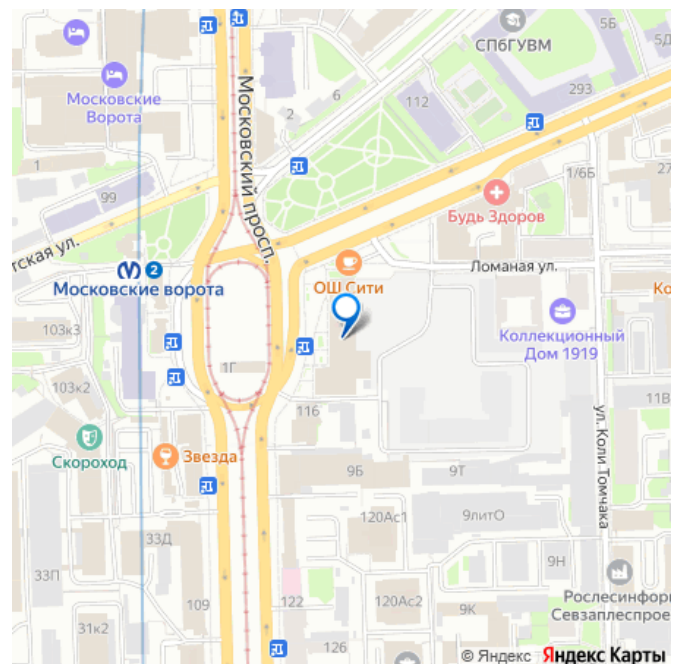 СПбГУВМ
5Б
5Д
6
2
112
293
Московские
Ворота
1
99
Московский просп.
1/6Б
27
Будь Здоров
тская ул.
2
Московские ворота
ОШ Сити
Ломаная ул.
Ко
103к3
1Г
Коллекционный
Дом 1919
103к2
116
11В
Скороход
Звезда
9Б
9Т
ул. Коли Томчака
120Ас1
9литО
33Д
33П
9Н
109
122
120Ас2
9К
Рослесинфор
Севзаплеспрое
31к2
126
© Яндекс Яндекс Карты